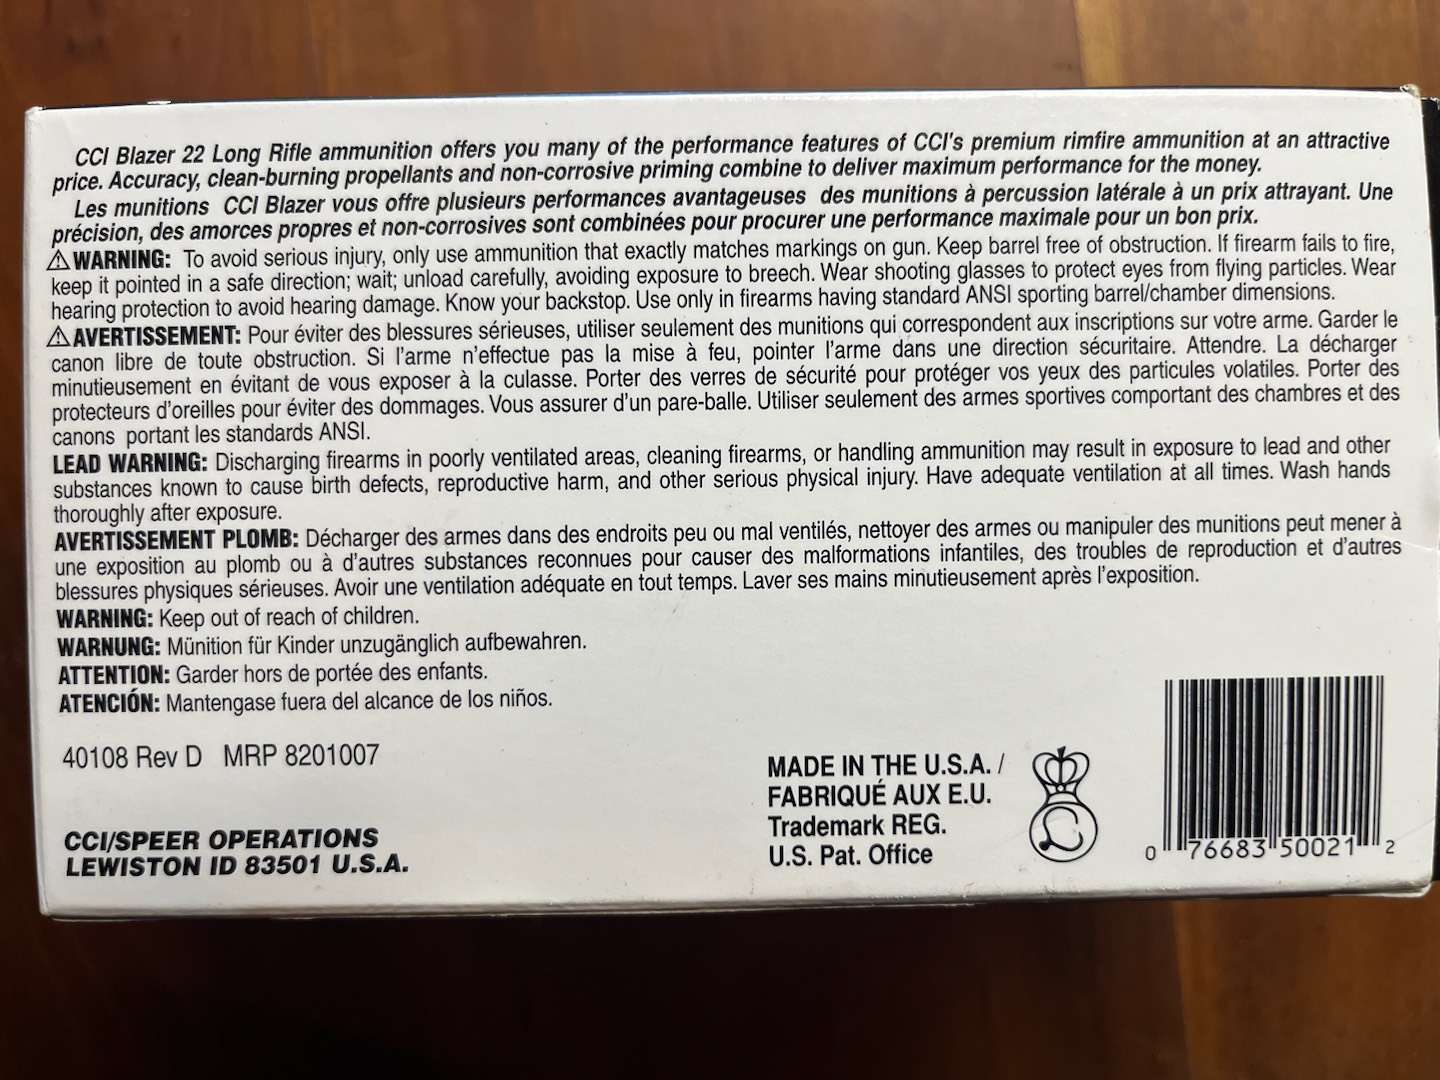 CCI Blazer 22 Long Rifle ammunition offers you many of the performance features of CCI's premium rimfire ammunition at an attractive
price. Accuracy, clean-burning propellants and non-corrosive priming combine to deliver maximum performance for the money.
Les munitions CCI Blazer vous offre plusieurs performances avantageuses des munitions à percussion latérale à un prix attrayant. Une
précision, des amorces propres et non-corrosives sont combinées pour procurer une performance maximale pour un bon prix.
⚠ WARNING: To avoid serious injury, only use ammunition that exactly matches markings on gun. Keep barrel free of obstruction. If firearm fails to fire,
keep it pointed in a safe direction; wait; unload carefully, avoiding exposure to breech. Wear shooting glasses to protect eyes from flying particles. Wear
hearing protection to avoid hearing damage. Know your backstop. Use only in firearms having standard ANSI sporting barrel/chamber dimensions.
⚠ AVERTISSEMENT: Pour éviter des blessures sérieuses, utiliser seulement des munitions qui correspondent aux inscriptions sur votre arme. Garder le
canon libre de toute obstruction. Si l'arme n'effectue pas la mise à feu, pointer l'arme dans une direction sécuritaire. Attendre. La décharger
minutieusement en évitant de vous exposer à la culasse. Porter des verres de sécurité pour protéger vos yeux des particules volatiles. Porter des
protecteurs d'oreilles pour éviter des dommages. Vous assurer d'un pare-balle. Utiliser seulement des armes sportives comportant des chambres et des
canons portant les standards ANSI.
LEAD WARNING: Discharging firearms in poorly ventilated areas, cleaning firearms, or handling ammunition may result in exposure to lead and other
substances known to cause birth defects, reproductive harm, and other serious physical injury. Have adequate ventilation at all times. Wash hands
thoroughly after exposure.
AVERTISSEMENT PLOMB: Décharger des armes dans des endroits peu ou mal ventilés, nettoyer des armes ou manipuler des munitions peut mener à
une exposition au plomb ou à d'autres substances reconnues pour causer des malformations infantiles, des troubles de reproduction et d'autres
blessures physiques sérieuses. Avoir une ventilation adéquate en tout temps. Laver ses mains minutieusement après l'exposition.
WARNING: Keep out of reach of children.
WARNUNG: Münition für Kinder unzugänglich aufbewahren.
ATTENTION: Garder hors de portée des enfants.
ATENCIÓN: Mantengase fuera del alcance de los niños.
40108 Rev D MRP 8201007
CCI/SPEER OPERATIONS
LEWISTON ID 83501 U.S.A.
MADE IN THE U.S.A. /
FABRIQUÉ AUX E.U.
Trademark REG.
U.S. Pat. Office
0 76683 50021 2